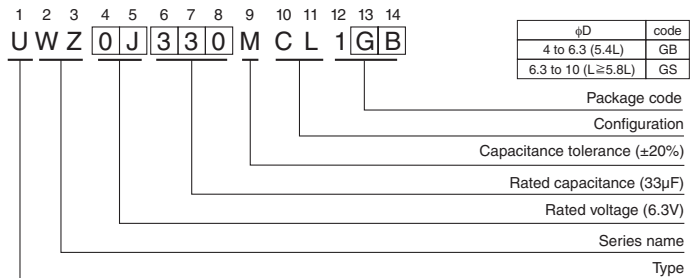 1 2 3 4 5 6 7 8 9 10 11 12 13 14
U W Z 0 J 3 3 0 M C L 1 G B
ϕD code
4 to 6.3 (5.4L) GB
6.3 to 10 (L≧5.8L) GS
Package code
Configuration
Capacitance tolerance (±20%)
Rated capacitance (33µF)
Rated voltage (6.3V)
Series name
Type